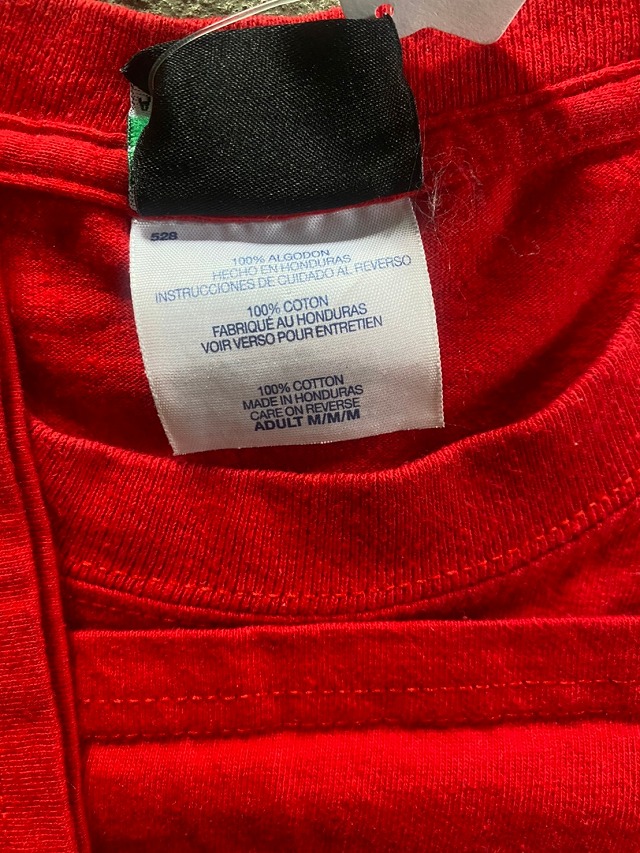 528
100% ALGODON
HECHO EN HONDURAS
INSTRUCCIONES DE CUIDADO AL REVERSO
100% COTON
FABRIQUÉ AU HONDURAS
VOIR VERSO POUR ENTRETIEN
100% COTTON
MADE IN HONDURAS
CARE ON REVERSE
ADULT M/M/M